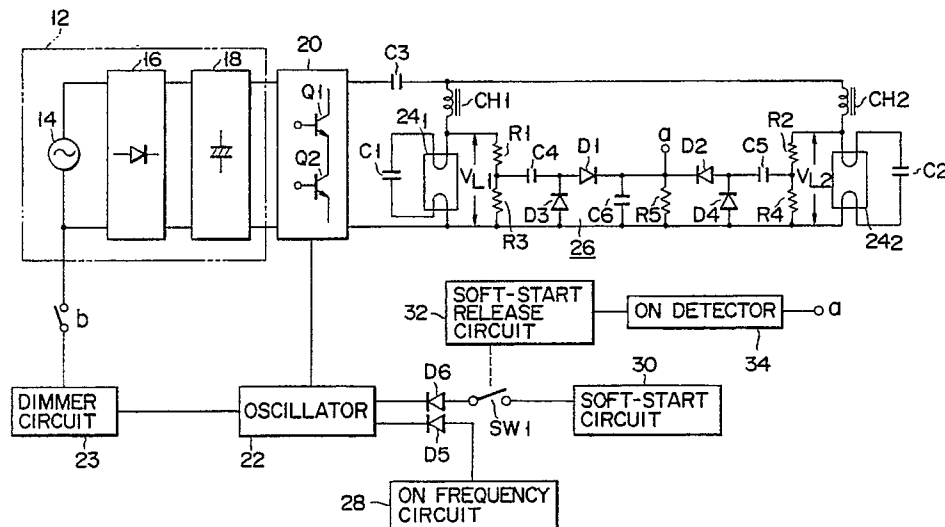 12
16
18
20
C3
14
Q1
Q2
CH1
CH2
241
C1
VL1
R1
C4
D1
a
D2
C5
R2
VL2
C2
D3
R3
C6
R5
D4
R4
242
26
b
32
SOFT-START
RELEASE
CIRCUIT
ON DETECTOR
a
34
30
DIMMER
CIRCUIT
23
OSCILLATOR
22
D6
D5
SW1
SOFT-START
CIRCUIT
28
ON FREQUENCY
CIRCUIT